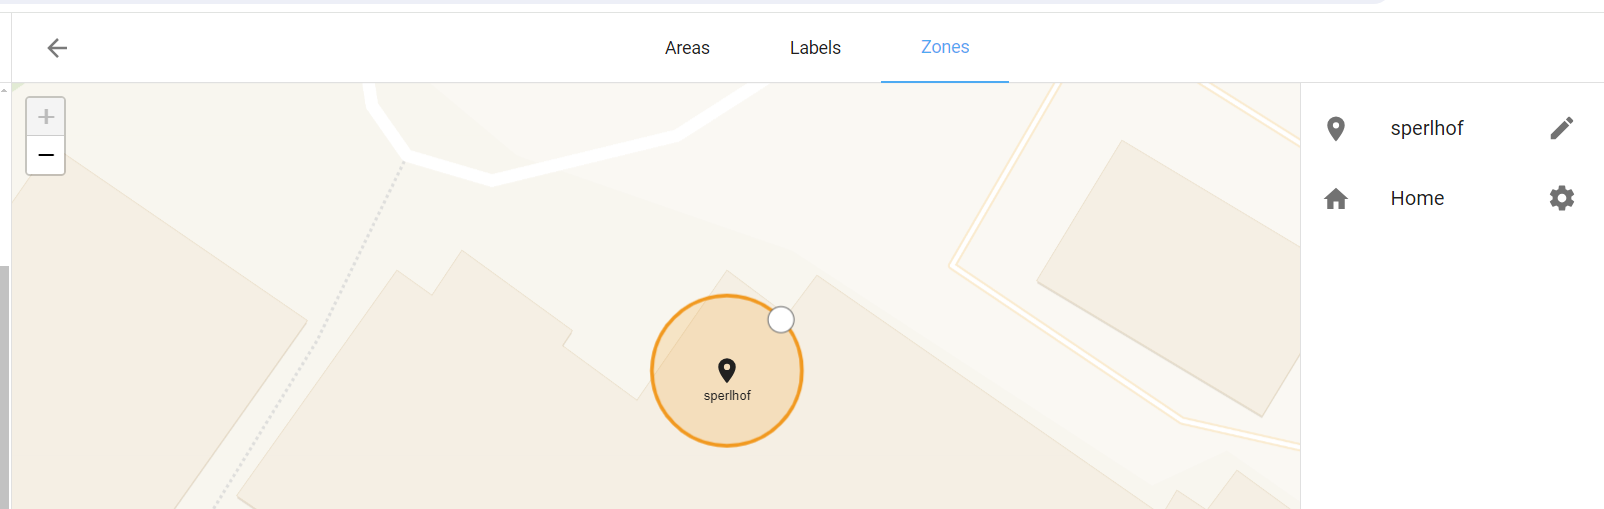 Areas
Labels
Zones
+
−
sperlhof
Home
sperlhof